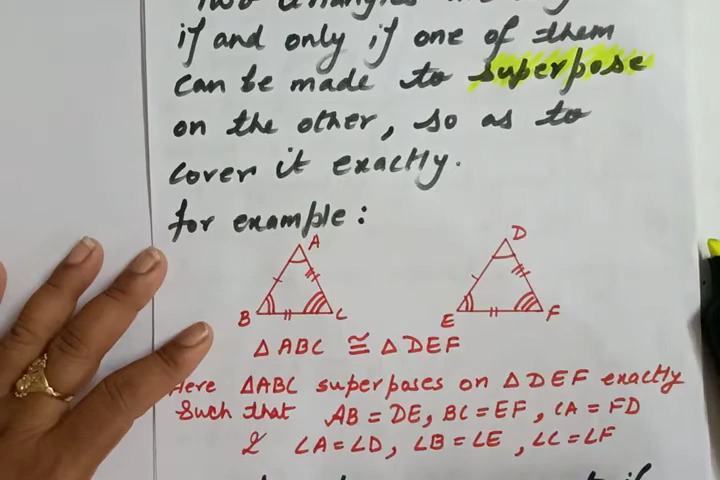 if and only if one of them
can be made to superpose
on the other, so as to
cover it exactly.
for example:
A
B
C
D
E
F
△ ABC ≅ △ DEF
Here △ABC superposes on △DEF exactly
Such that AB = DE, BC = EF, CA = FD
& ∠A = ∠D, ∠B = ∠E, ∠C = ∠F